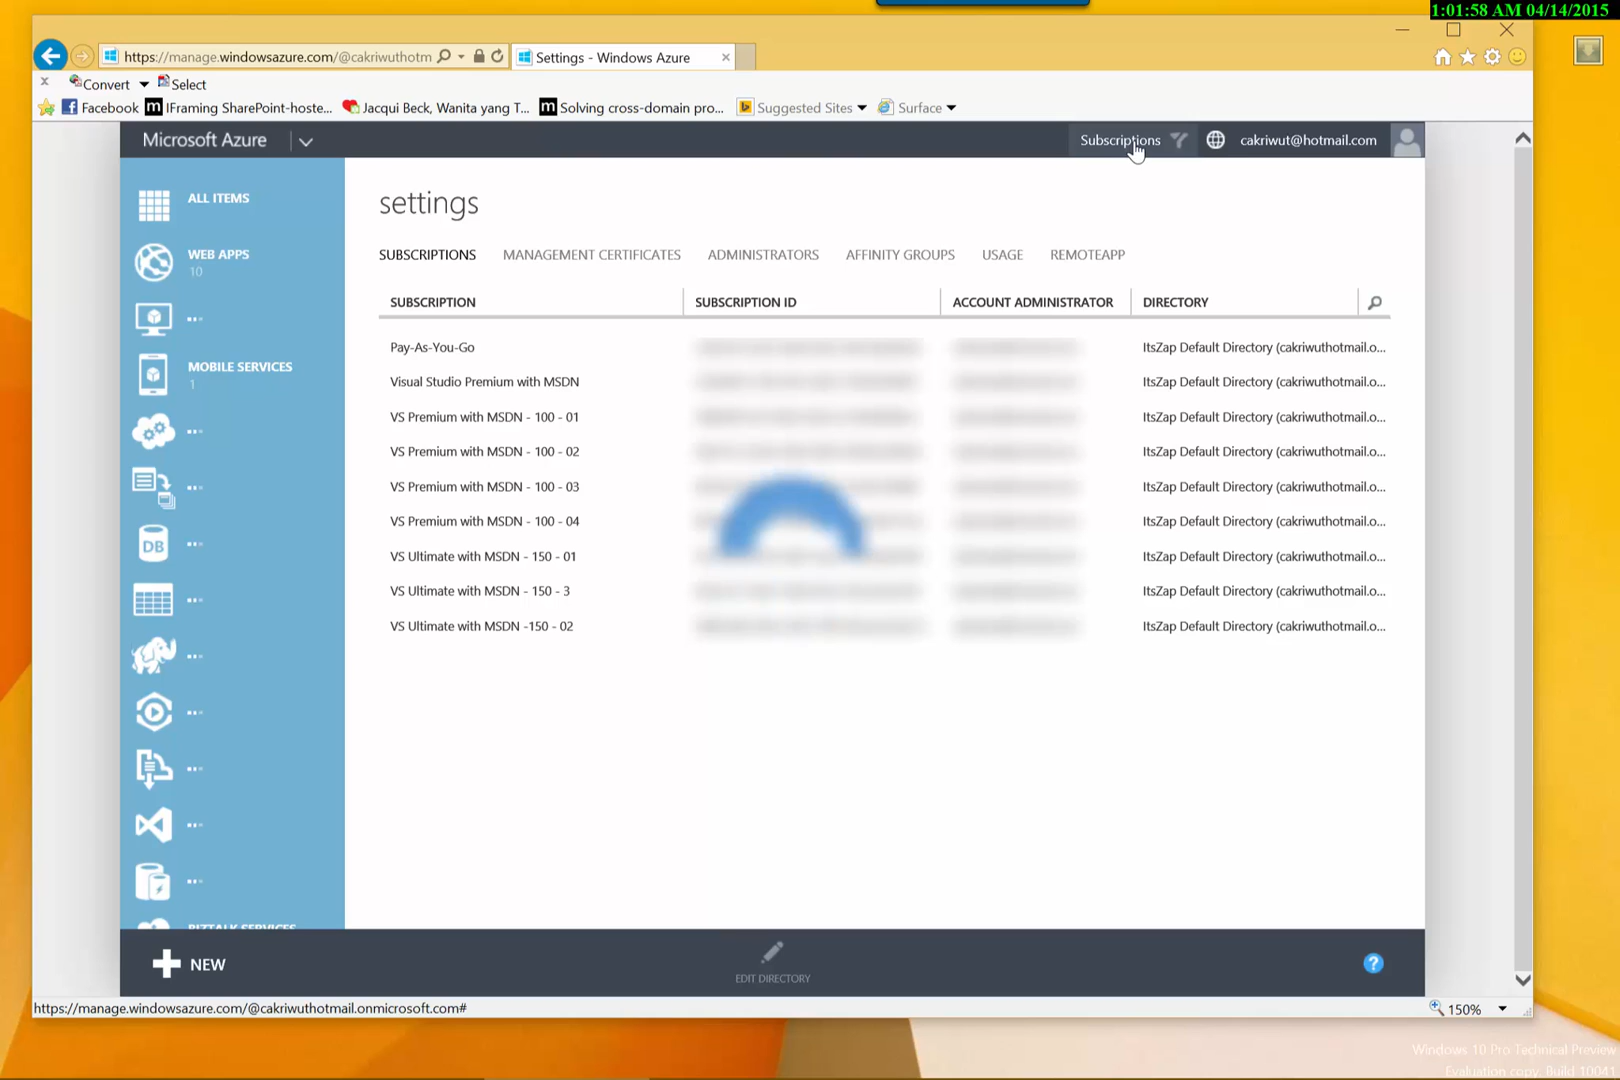 1:01:58 AM 04/14/2015
https://manage.windowsazure.com/@cakriwuthotm
Settings - Windows Azure
Convert
Select
Facebook
IFraming SharePoint-hoste...
Jacqui Beck, Wanita yang T...
Solving cross-domain pro...
Suggested Sites
Surface
Microsoft Azure
Subscriptions
cakriwut@hotmail.com
ALL ITEMS
WEB APPS
10
MOBILE SERVICES
1
DB
BIZTALK SERVICES
settings
SUBSCRIPTIONS MANAGEMENT CERTIFICATES ADMINISTRATORS AFFINITY GROUPS USAGE REMOTEAPP
SUBSCRIPTION SUBSCRIPTION ID ACCOUNT ADMINISTRATOR DIRECTORY
Pay-As-You-Go ItsZap Default Directory (cakriwuthotmail.o...
Visual Studio Premium with MSDN ItsZap Default Directory (cakriwuthotmail.o...
VS Premium with MSDN - 100 - 01 ItsZap Default Directory (cakriwuthotmail.o...
VS Premium with MSDN - 100 - 02 ItsZap Default Directory (cakriwuthotmail.o...
VS Premium with MSDN - 100 - 03 ItsZap Default Directory (cakriwuthotmail.o...
VS Premium with MSDN - 100 - 04 ItsZap Default Directory (cakriwuthotmail.o...
VS Ultimate with MSDN - 150 - 01 ItsZap Default Directory (cakriwuthotmail.o...
VS Ultimate with MSDN - 150 - 3 ItsZap Default Directory (cakriwuthotmail.o...
VS Ultimate with MSDN -150 - 02 ItsZap Default Directory (cakriwuthotmail.o...
NEW
EDIT DIRECTORY
?
https://manage.windowsazure.com/@cakriwuthotmail.onmicrosoft.com#
150%
Windows 10 Pro Technical Preview
Evaluation copy. Build 10041